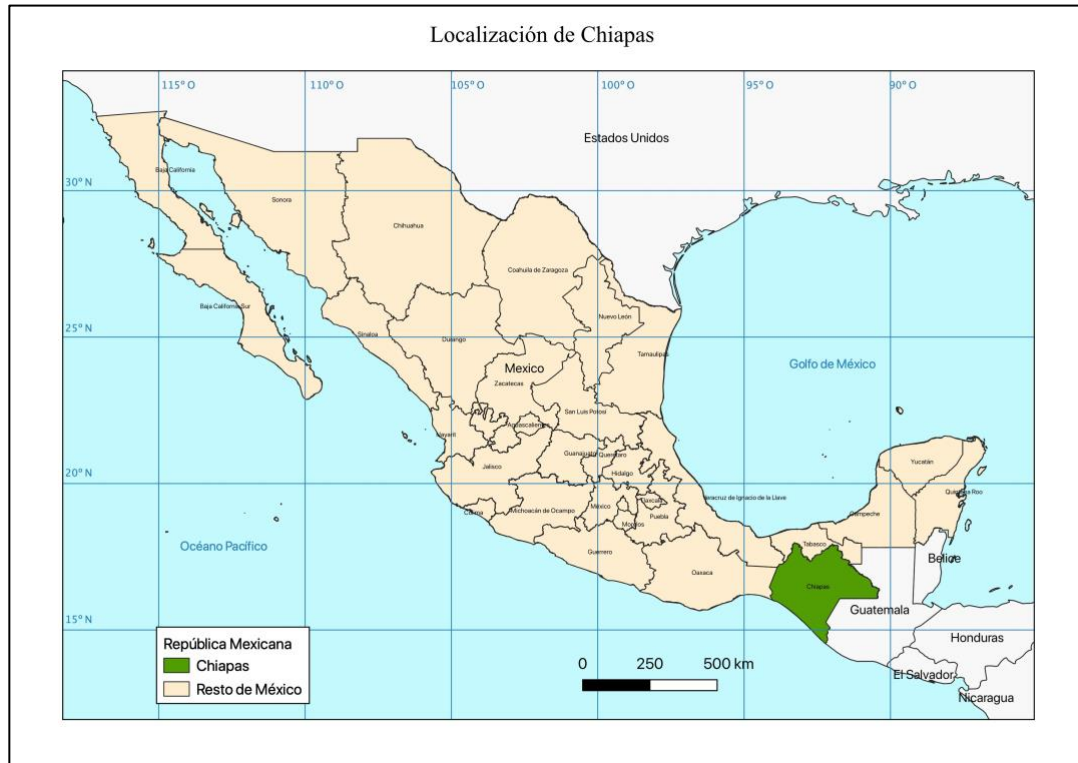 Localización de Chiapas
115° O
110° O
105° O
100° O
95° O
90° O
Estados Unidos
Baja California
30° N
Sonora
Chihuahua
Coahuila de Zaragoza
Baja California Sur
Nuevo León
25° N
Sinaloa
Durango
Tamaulipas
Golfo de México
Mexico
Zacatecas
San Luis Potosí
Aguascalientes
Nayarit
Guanajuato
Querétaro
Yucatán
Jalisco
Hidalgo
20° N
Quintana Roo
Veracruz de Ignacio de la Llave
Tlaxcala
Colima
Michoacán de Ocampo
México
Puebla
Campeche
Morelos
Océano Pacífico
Tabasco
Guerrero
Belice
Oaxaca
Chiapas
Guatemala
15° N
Honduras
República Mexicana
Chiapas
Resto de México
0 250 500 km
El Salvador
Nicaragua